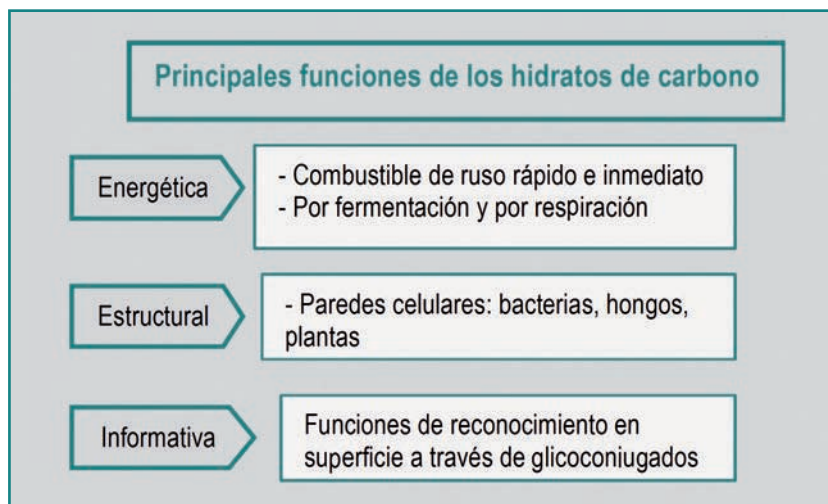 Principales funciones de los hidratos de carbono
Energética
- Combustible de ruso rápido e inmediato
- Por fermentación y por respiración
Estructural
- Paredes celulares: bacterias, hongos,
plantas
Informativa
Funciones de reconocimiento en
superficie a través de glicoconiugados